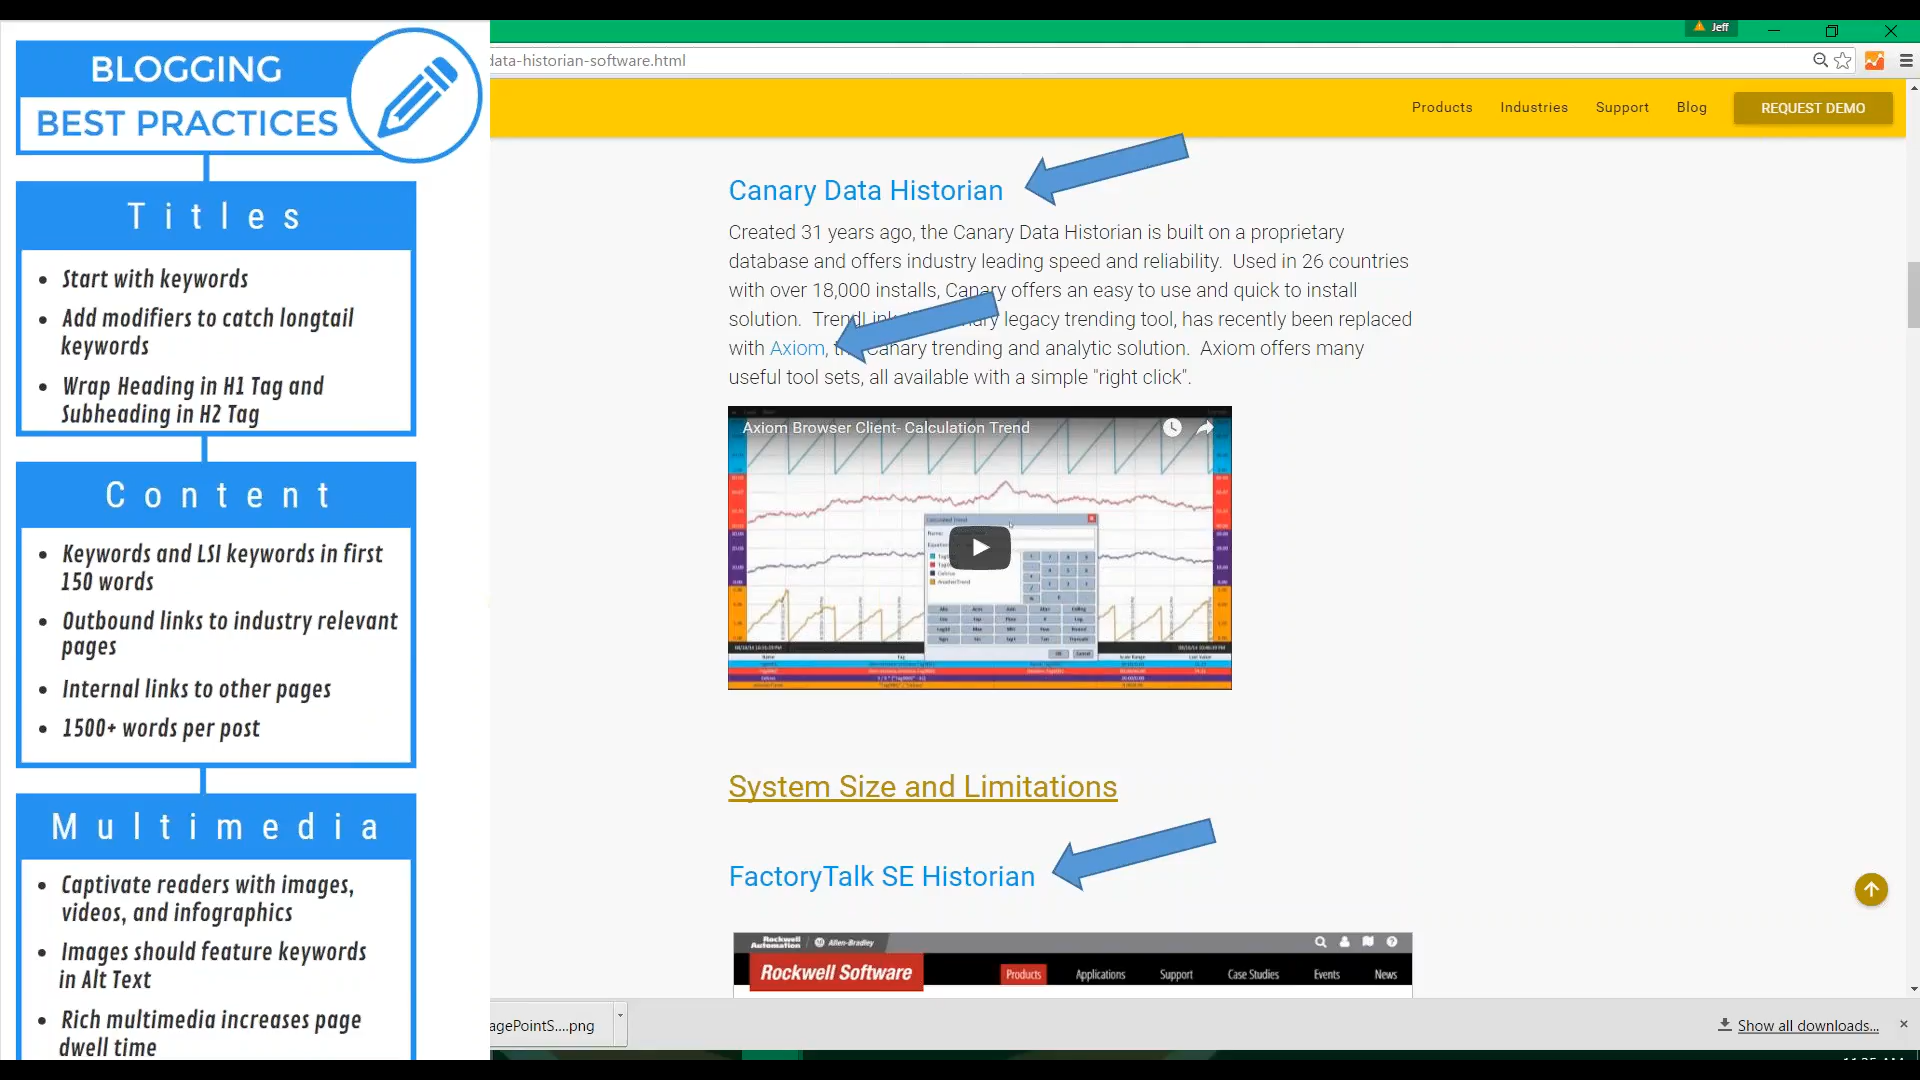 BLOGGING
BEST PRACTICES
Titles
Start with keywords
Add modifiers to catch longtail
keywords
Wrap Heading in H1 Tag and
Subheading in H2 Tag
Content
Keywords and LSI keywords in first
150 words
Outbound links to industry relevant
pages
Internal links to other pages
1500+ words per post
Multimedia
Captivate readers with images,
videos, and infographics
Images should feature keywords
in Alt Text
Rich multimedia increases page
dwell time
Jeff
data-historian-software.html
Products Industries Support Blog REQUEST DEMO
Canary Data Historian
Created 31 years ago, the Canary Data Historian is built on a proprietary
database and offers industry leading speed and reliability. Used in 26 countries
with over 18,000 installs, Canary offers an easy to use and quick to install
solution. legacy trending tool, has recently been replaced
with Axiom, Canary trending and analytic solution. Axiom offers many
useful tool sets, all available with a simple "right click".
Axiom Browser Client- Calculation Trend
System Size and Limitations
FactoryTalk SE Historian
Rockwell Automation Allen-Bradley
Rockwell Software Products Applications Support Case Studies Events News
agePointS....png
Show all downloads...